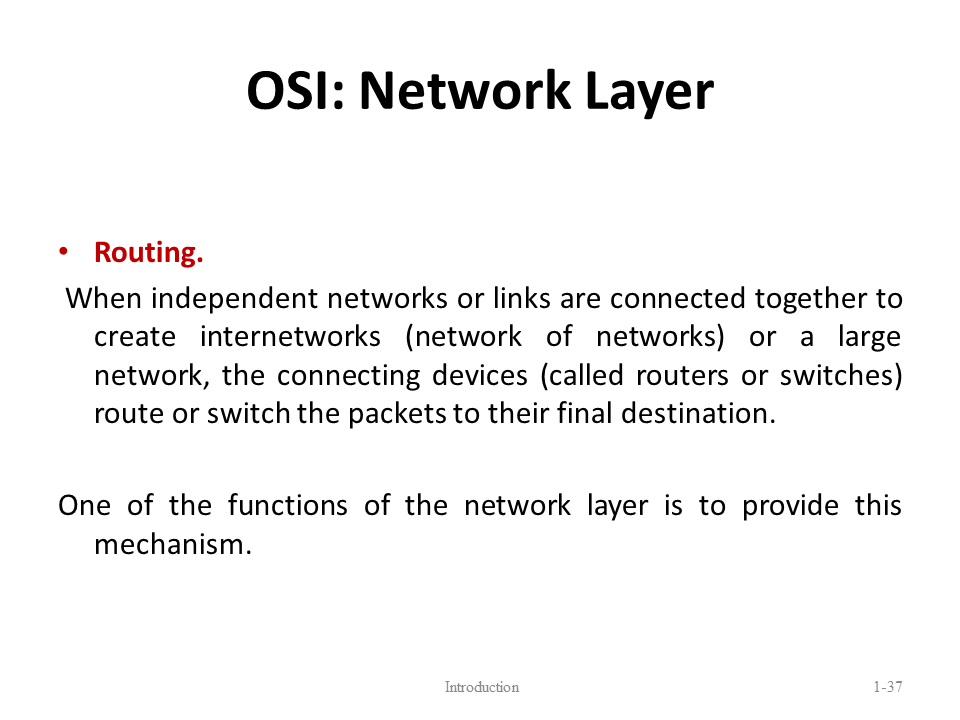 OSI: Network Layer
• Routing.
When independent networks or links are connected together to
create internetworks (network of networks) or a large
network, the connecting devices (called routers or switches)
route or switch the packets to their final destination.
One of the functions of the network layer is to provide this
mechanism.
Introduction
1-37